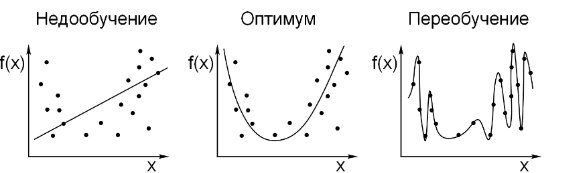 Недообучение
Оптимум
Переобучение
f(x)
f(x)
f(x)
x
x
x